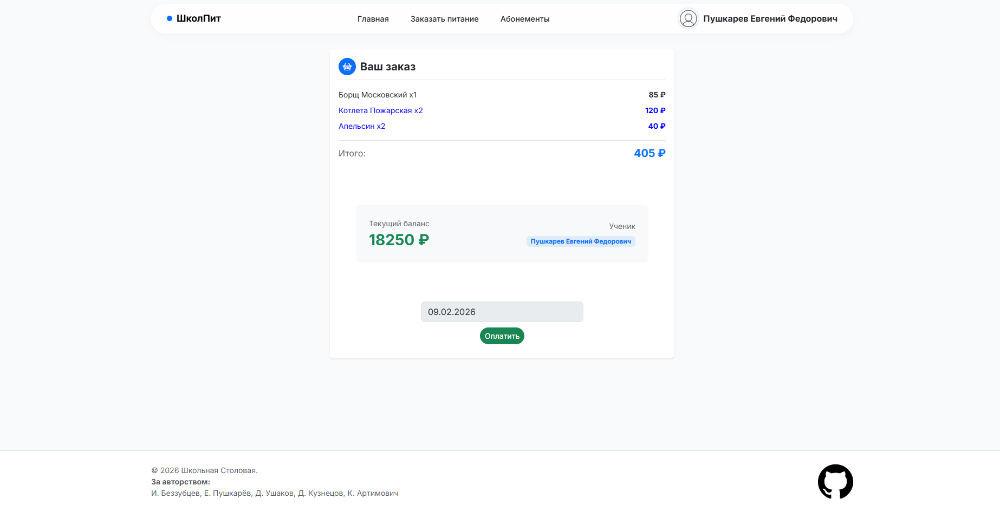 ШколПит
Главная
Заказать питание
Абонементы
Пушкарев Евгений Федорович
Ваш заказ
Борщ Московский x1
85 ₽
Котлета Пожарская x2
120 ₽
Апельсин x2
40 ₽
Итого:
405 ₽
Текущий баланс
18250 ₽
Ученик
Пушкарев Евгений Федорович
09.02.2026
Оплатить
© 2026 Школьная Столовая.
За авторством:
И. Беззубцев, Е. Пушкарёв, Д. Ушаков, Д. Кузнецов, К. Артимович